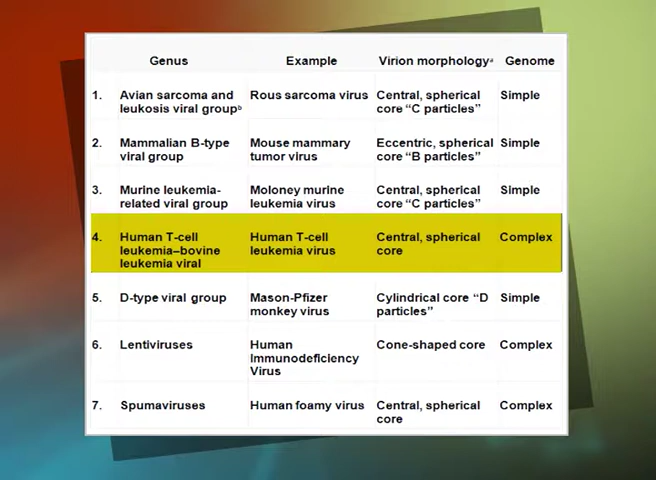 Genus Example Virion morphologyᵃ Genome
1. Avian sarcoma and Rous sarcoma virus Central, spherical Simple
leukosis viral groupᵇ core “C particles”
2. Mammalian B-type Mouse mammary Eccentric, spherical Simple
viral group tumor virus core “B particles”
3. Murine leukemia- Moloney murine Central, spherical Simple
related viral group leukemia virus core “C particles”
4. Human T-cell Human T-cell Central, spherical Complex
leukemia–bovine leukemia virus core
leukemia viral
5. D-type viral group Mason-Pfizer Cylindrical core “D Simple
monkey virus particles”
6. Lentiviruses Human Cone-shaped core Complex
Immunodeficiency
Virus
7. Spumaviruses Human foamy virus Central, spherical Complex
core